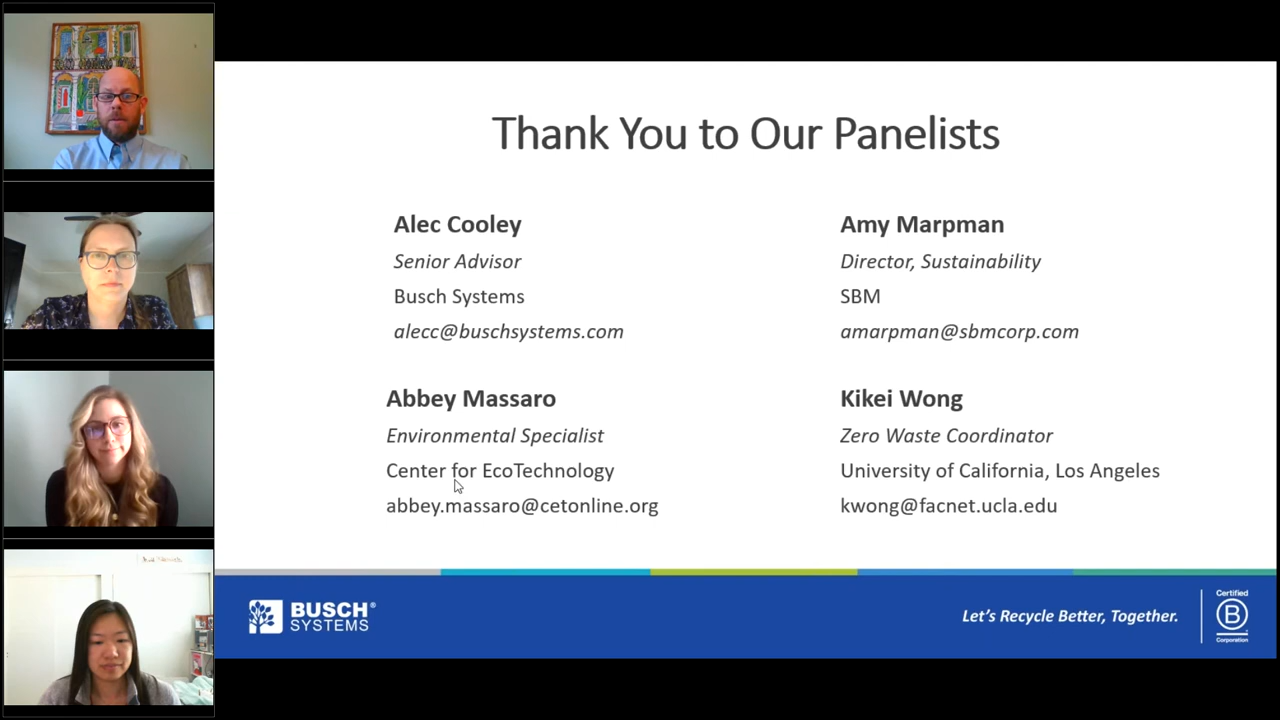 Thank You to Our Panelists
Alec Cooley
Senior Advisor
Busch Systems
alecc@buschsystems.com
Amy Marpman
Director, Sustainability
SBM
amarpman@sbmcorp.com
Abbey Massaro
Environmental Specialist
Center for EcoTechnology
abbey.massaro@cetonline.org
Kikei Wong
Zero Waste Coordinator
University of California, Los Angeles
kwong@facnet.ucla.edu
BUSCH®
SYSTEMS
Let's Recycle Better, Together.
Certified
B
Corporation